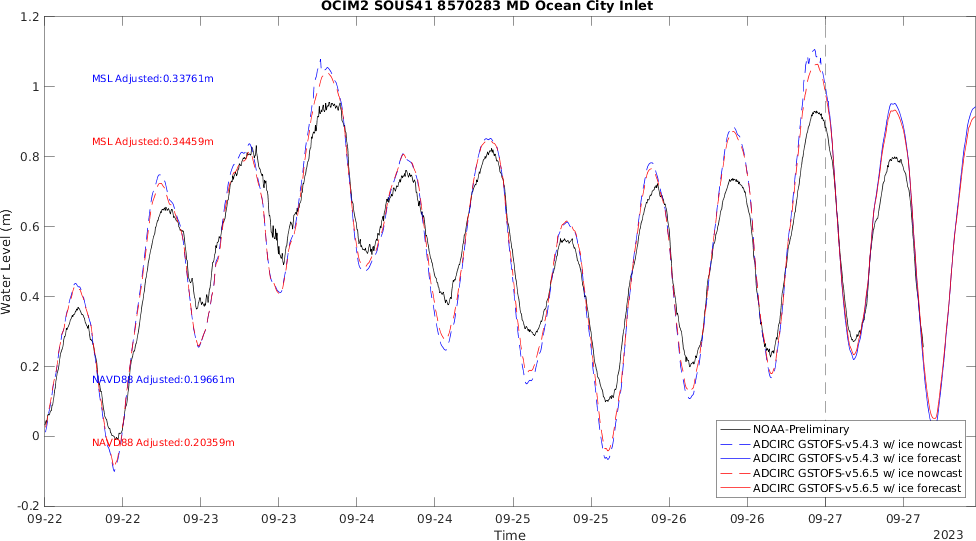 OCIM2 SOUS41 8570283 MD Ocean City Inlet
1.2
1
0.8
0.6
0.4
0.2
0
-0.2
Water Level (m)
MSL Adjusted:0.33761m
MSL Adjusted:0.34459m
NAVD88 Adjusted:0.19661m
NAVD88 Adjusted:0.20359m
NOAA-Preliminary
ADCIRC GSTOFS-v5.4.3 w/ ice nowcast
ADCIRC GSTOFS-v5.4.3 w/ ice forecast
ADCIRC GSTOFS-v5.6.5 w/ ice nowcast
ADCIRC GSTOFS-v5.6.5 w/ ice forecast
09-22 09-22 09-23 09-23 09-24 09-24 09-25 09-25 09-26 09-26 09-27 09-27
Time
2023